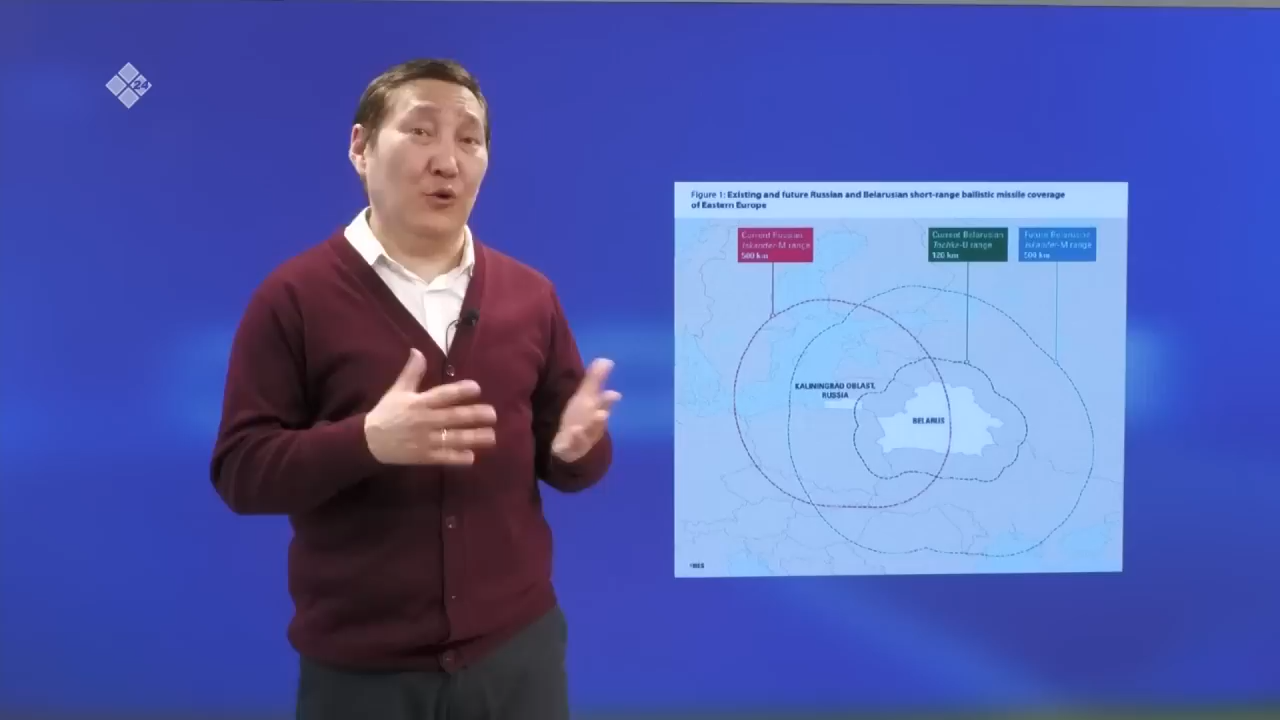 24
Figure 1: Existing and future Russian and Belarusian short-range ballistic missile coverage
of Eastern Europe
Current Russian
Iskander-M range
500 km
Current Belarusian
Tochka-U range
120 km
Future Belarusian
Iskander-M range
500 km
KALININGRAD OBLAST,
RUSSIA
BELARUS
©IISS